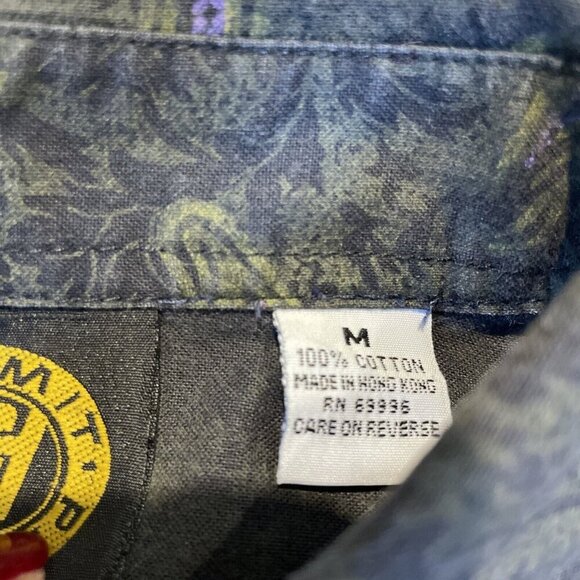 M
100% COTTON
MADE IN HONG KONG
RN 69996
CARE ON REVERSE